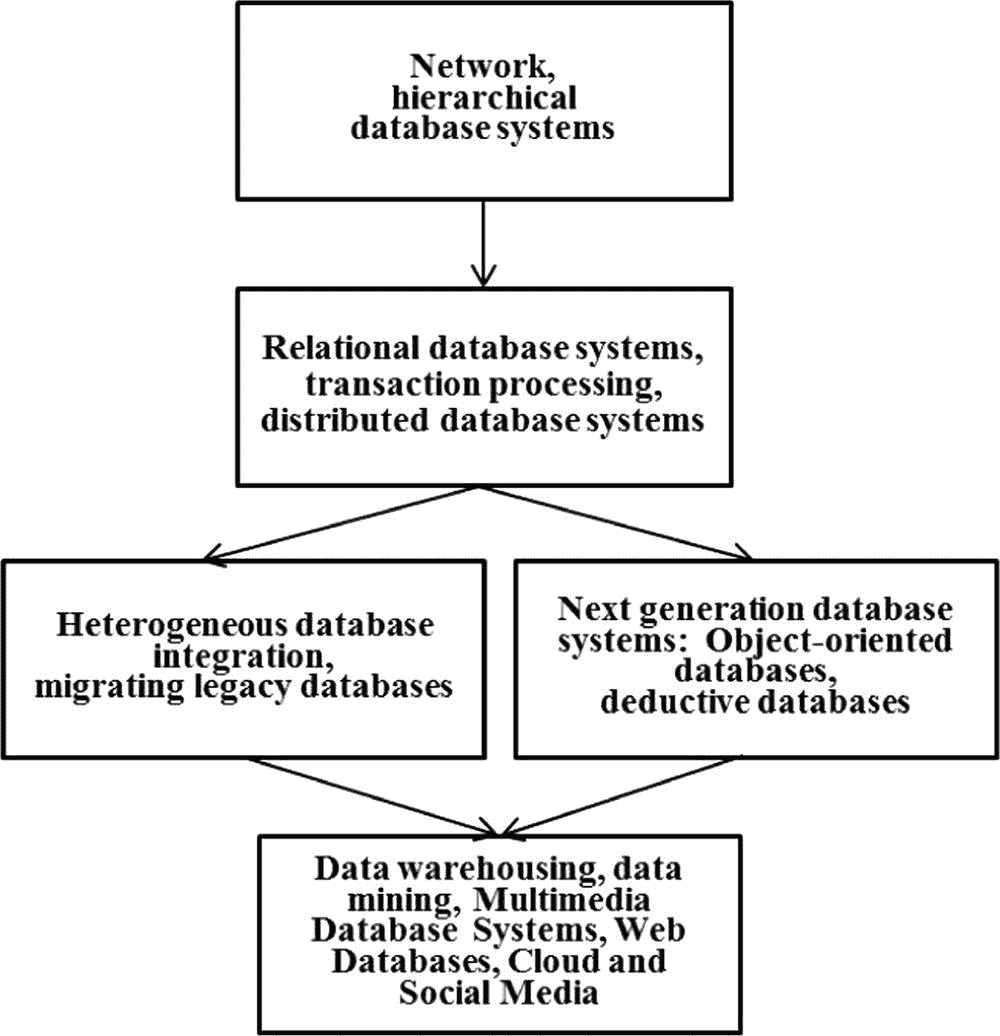 Network,
hierarchical
database systems
Relational database systems,
transaction processing,
distributed database systems
Heterogeneous database
integration,
migrating legacy databases
Next generation database
systems: Object-oriented
databases,
deductive databases
Data warehousing, data
mining, Multimedia
Database Systems, Web
Databases, Cloud and
Social Media